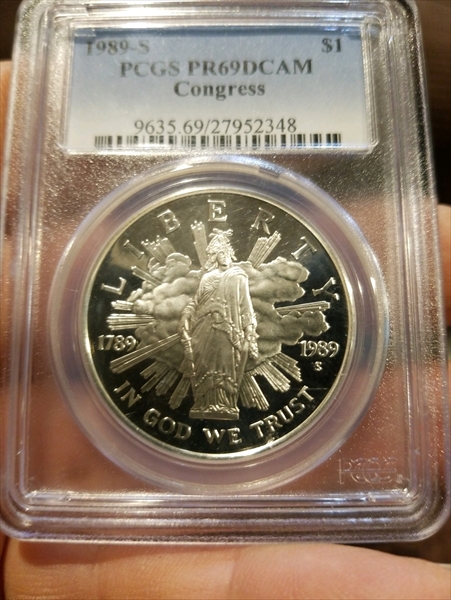 1989-S $1
PCGS PR69DCAM
Congress
9635.69/27952348
LIBERTY
1789 1989
S
IN GOD WE TRUST
PCGS